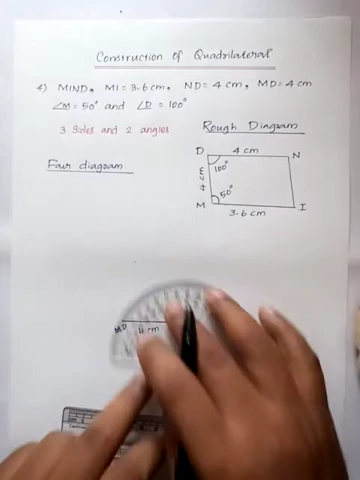 Construction of Quadrilateral
4) MIND, MI = 3.6 cm, ND = 4 cm, MD = 4 cm
∠M = 50° and ∠D = 100°
3 Sides and 2 angles
Rough Diagram
Fair diagram
D 4 cm N
100°
4 cm
50°
M 3.6 cm I
MD 4 cm